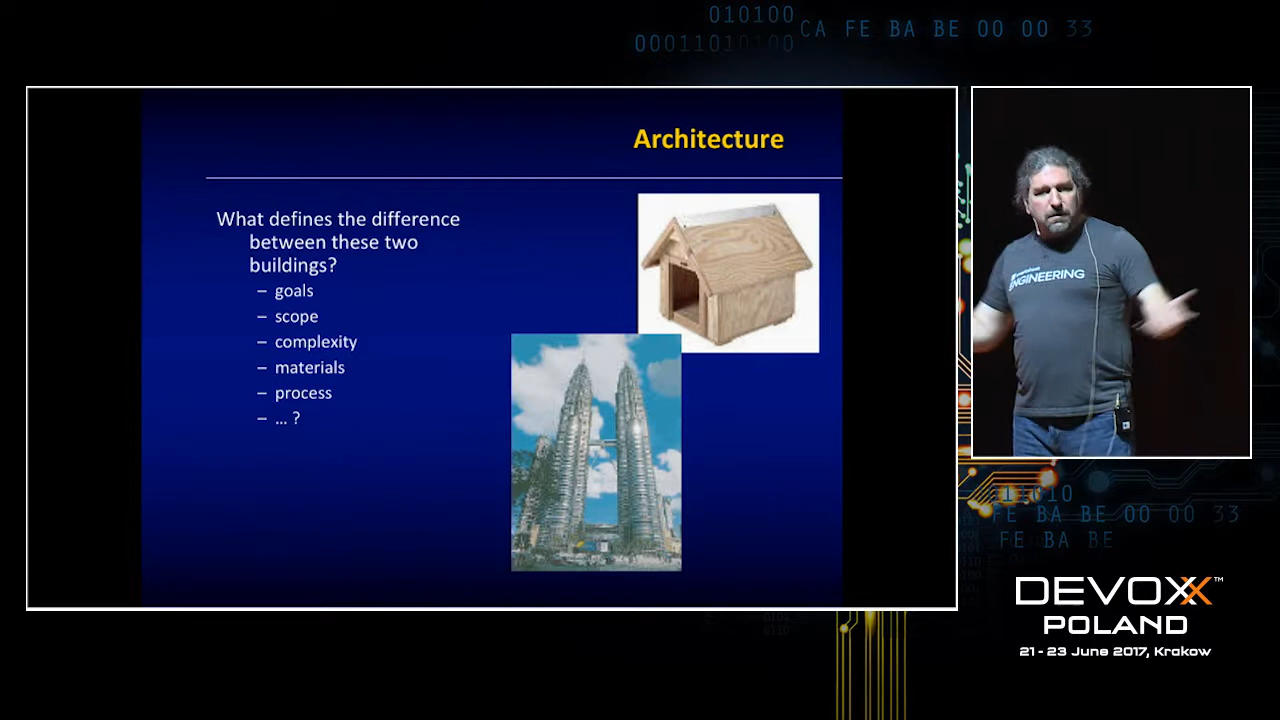 010100
CA FE BA BE 00 00 33
00011010100
Architecture
What defines the difference
between these two
buildings?
– goals
– scope
– complexity
– materials
– process
– ... ?
ENGINEERING
111010
FE BA BE 00 00 33
FE BA BE
DEVOXX™
POLAND
21 - 23 June 2017, Krakow